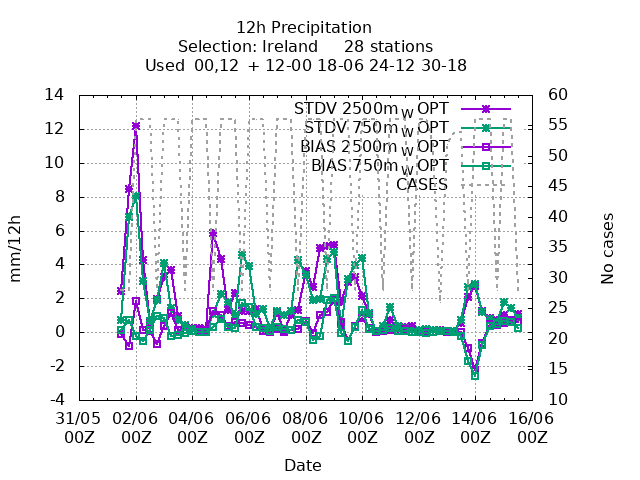 12h Precipitation
Selection: Ireland 28 stations
Used 00,12 + 12-00 18-06 24-12 30-18
STDV 2500m_W OPT
STDV 750m_W OPT
BIAS 2500m_W OPT
BIAS 750m_W OPT
CASES
14
12
10
8
6
4
2
0
-2
-4
mm/12h
60
55
50
45
40
35
30
25
20
15
10
No cases
31/05 02/06 04/06 06/06 08/06 10/06 12/06 14/06 16/06
00Z 00Z 00Z 00Z 00Z 00Z 00Z 00Z 00Z
Date